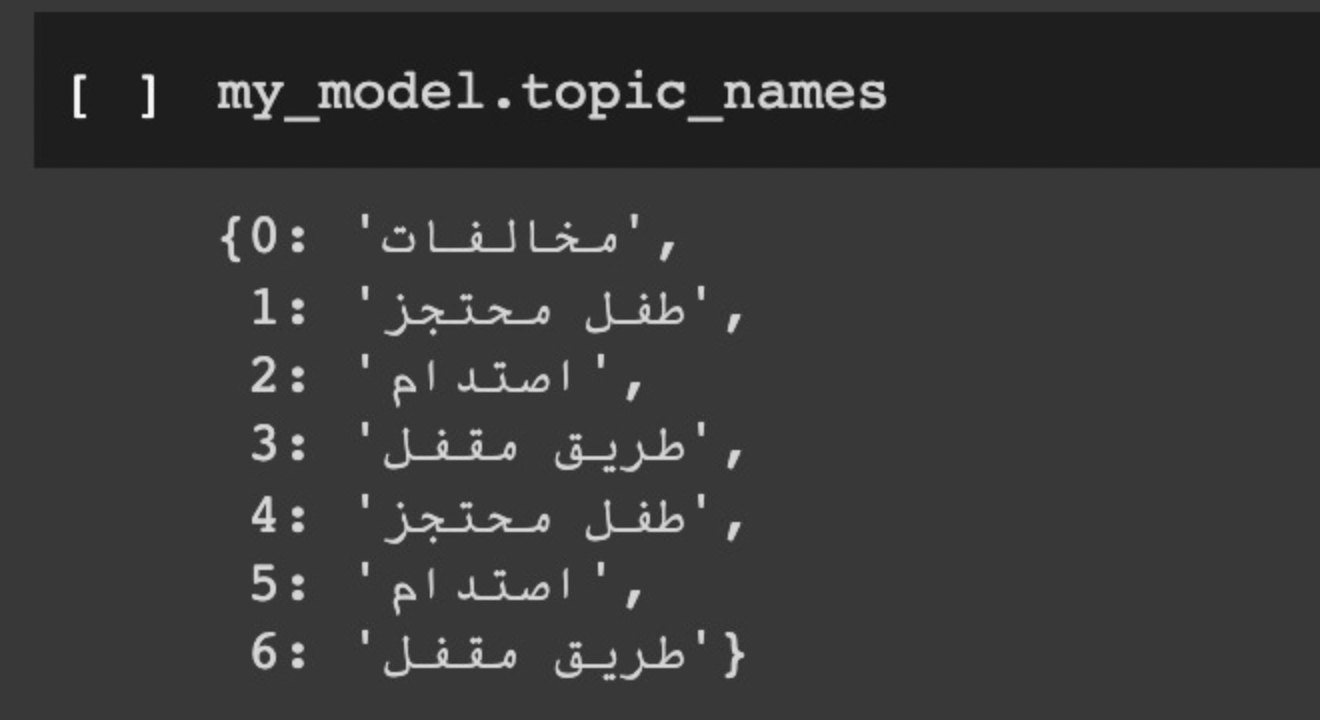 [ ] my_model.topic_names
{0: 'مخالفات',
1: 'طفل محتجز',
2: 'اصتدام',
3: 'طريق مقفل',
4: 'طفل محتجز',
5: 'اصتدام',
6: 'طريق مقفل'}